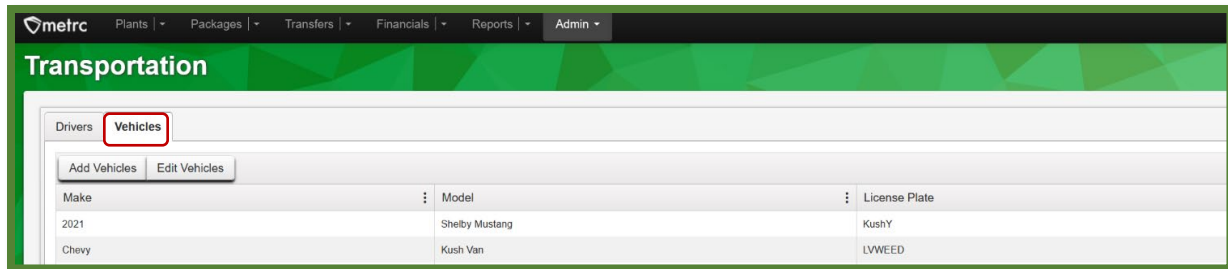 metrc Plants Packages Transfers Financials Reports Admin
Transportation
Drivers Vehicles
Add Vehicles Edit Vehicles
Make Model License Plate
2021 Shelby Mustang KushY
Chevy Kush Van LVWEED